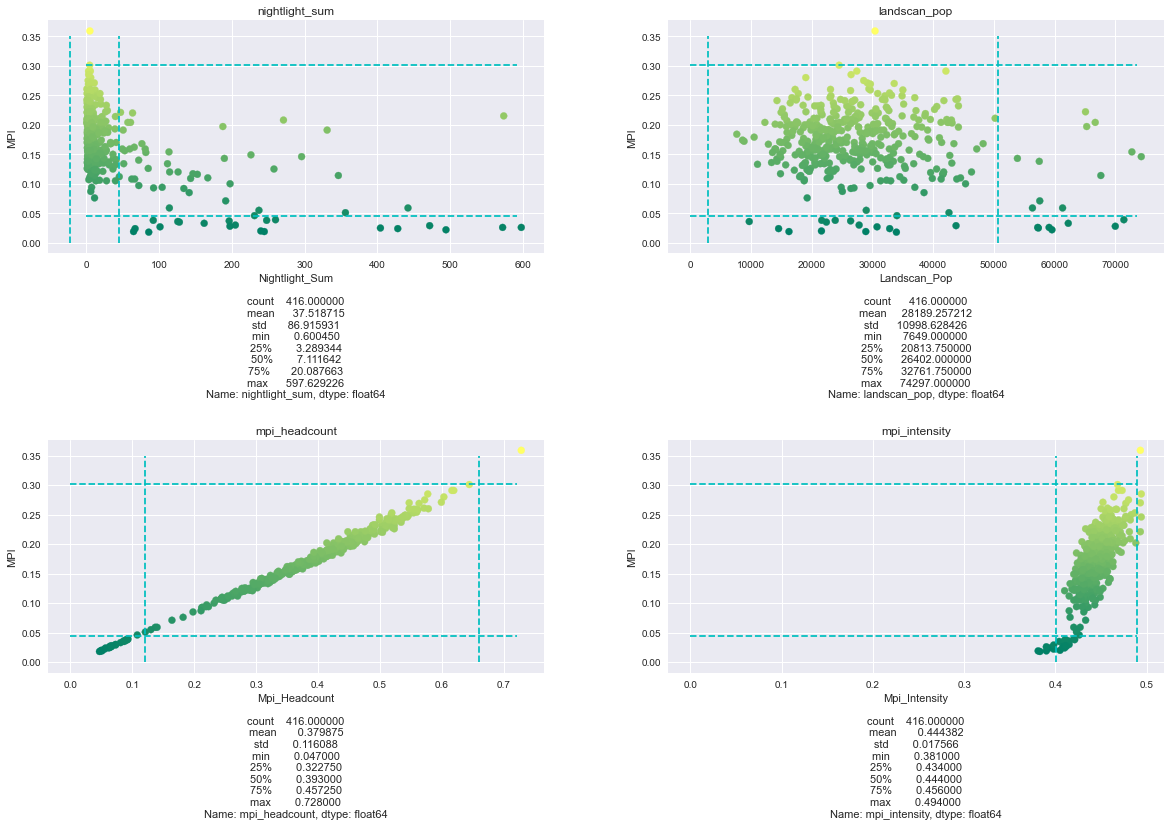 nightlight_sum
MPI
0.35
0.30
0.25
0.20
0.15
0.10
0.05
0.00
0 100 200 300 400 500 600
Nightlight_Sum
count 416.000000
mean 37.518715
std 86.915931
min 0.600450
25% 3.289344
50% 7.111642
75% 20.087663
max 597.629226
Name: nightlight_sum, dtype: float64
landscan_pop
MPI
0.35
0.30
0.25
0.20
0.15
0.10
0.05
0.00
0 10000 20000 30000 40000 50000 60000 70000
Landscan_Pop
count 416.000000
mean 28189.257212
std 10998.628426
min 7649.000000
25% 20813.750000
50% 26402.000000
75% 32761.750000
max 74297.000000
Name: landscan_pop, dtype: float64
mpi_headcount
MPI
0.35
0.30
0.25
0.20
0.15
0.10
0.05
0.00
0.0 0.1 0.2 0.3 0.4 0.5 0.6 0.7
Mpi_Headcount
count 416.000000
mean 0.379875
std 0.116088
min 0.047000
25% 0.322750
50% 0.393000
75% 0.457250
max 0.728000
Name: mpi_headcount, dtype: float64
mpi_intensity
MPI
0.35
0.30
0.25
0.20
0.15
0.10
0.05
0.00
0.0 0.1 0.2 0.3 0.4 0.5
Mpi_Intensity
count 416.000000
mean 0.444382
std 0.017566
min 0.381000
25% 0.434000
50% 0.444000
75% 0.456000
max 0.494000
Name: mpi_intensity, dtype: float64